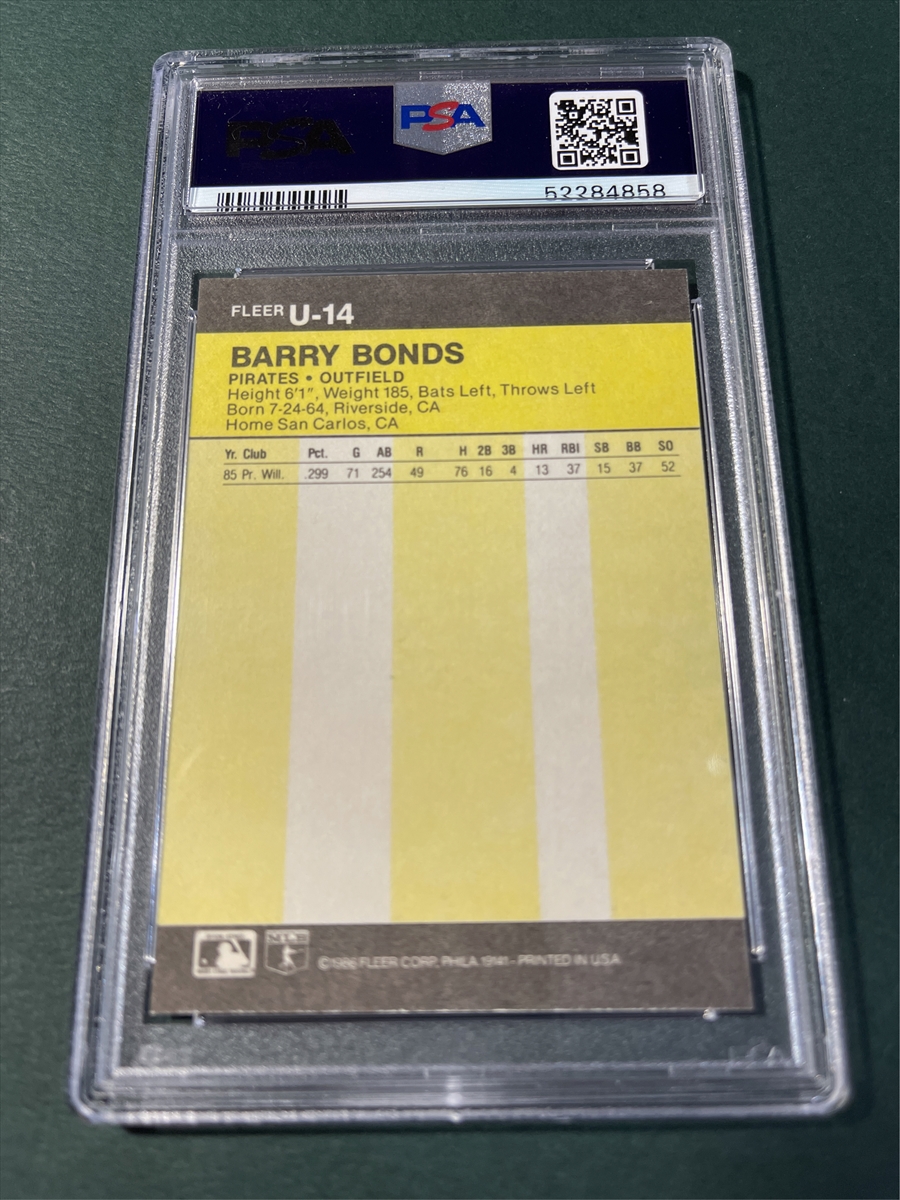 PSA
PSA
52284858
FLEER U-14
BARRY BONDS
PIRATES • OUTFIELD
Height 6'1", Weight 185, Bats Left, Throws Left
Born 7-24-64, Riverside, CA
Home San Carlos, CA
Yr. Club Pct. G AB R H 2B 3B HR RBI SB BB SO
85 Pr. Will. .299 71 254 49 76 16 4 13 37 15 37 52
©1986 FLEER CORP. PHILA 19141 - PRINTED IN U.S.A